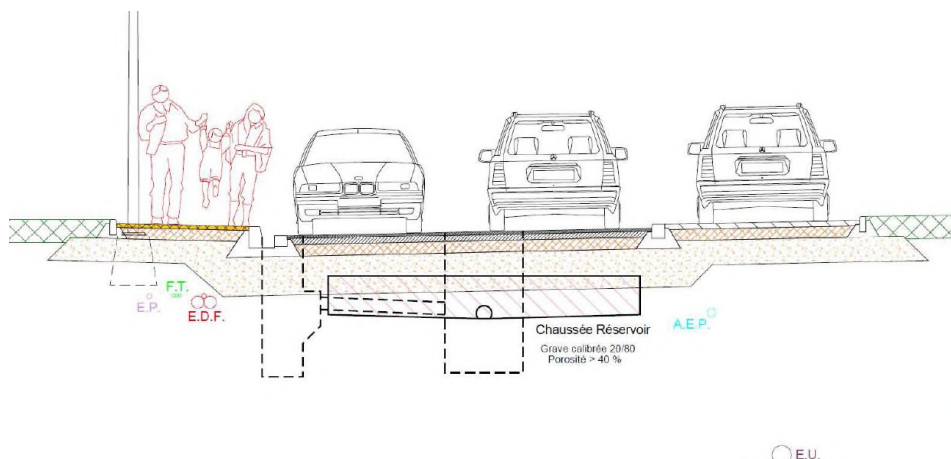 F.T.
E.P.
E.D.F.
Chaussée Réservoir
Grave calibrée 20/80
Porosité > 40 %
A.E.P.
E.U.